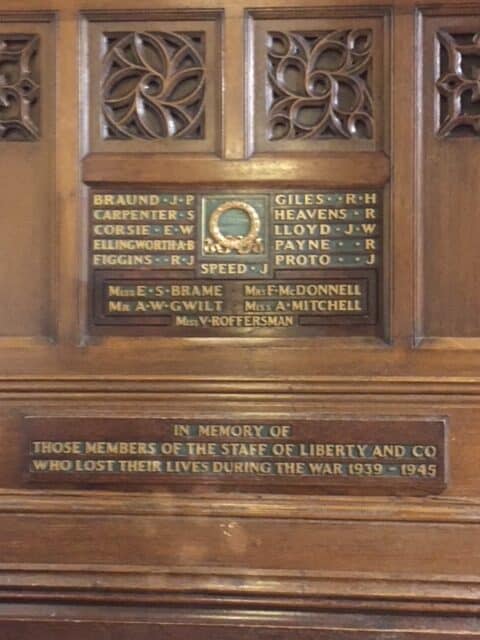 BRAUND · J · P
CARPENTER · S
CORSIE · E · W
ELLINGWORTH · A · B
FIGGINS · · R · J
GILES · · R · H
HEAVENS · R
LLOYD · J · W
PAYNE · · R
PROTO · · J
SPEED · J
MISS E · S · BRAME
MR A · W · GWILT
MRS F · McDONNELL
MISS A · MITCHELL
MISS V · ROFFERSMAN
IN MEMORY OF
THOSE MEMBERS OF THE STAFF OF LIBERTY AND CO
WHO LOST THEIR LIVES DURING THE WAR 1939 - 1945